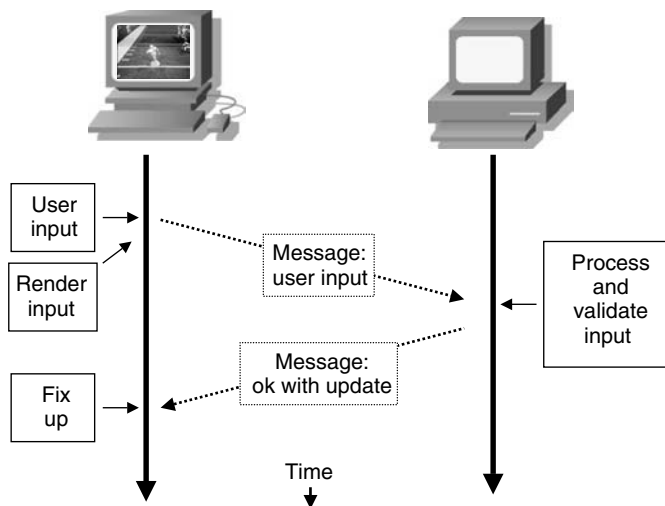 User
input
Render
input
Message:
user input
Process
and
validate
input
Message:
ok with update
Fix
up
Time